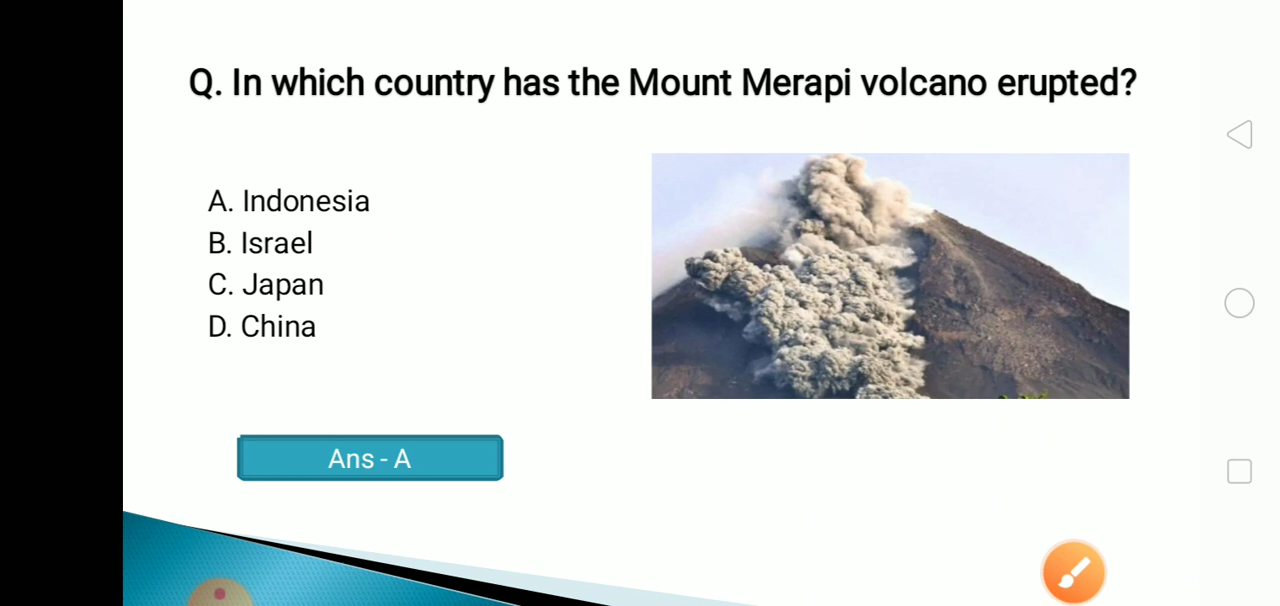 Q. In which country has the Mount Merapi volcano erupted?
A. Indonesia
B. Israel
C. Japan
D. China
Ans - A